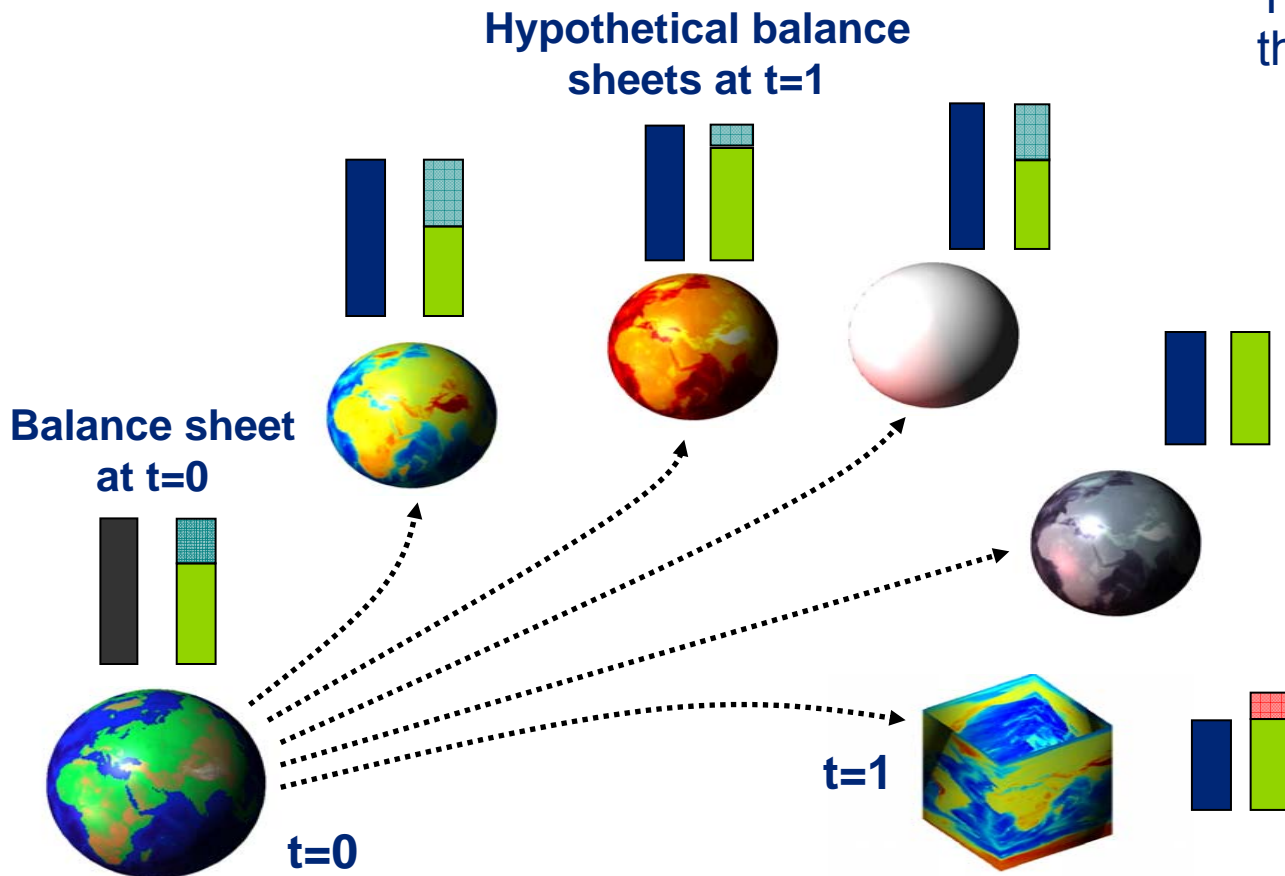 Hypothetical balance
sheets at t=1
Balance sheet
at t=0
t=1
t=0